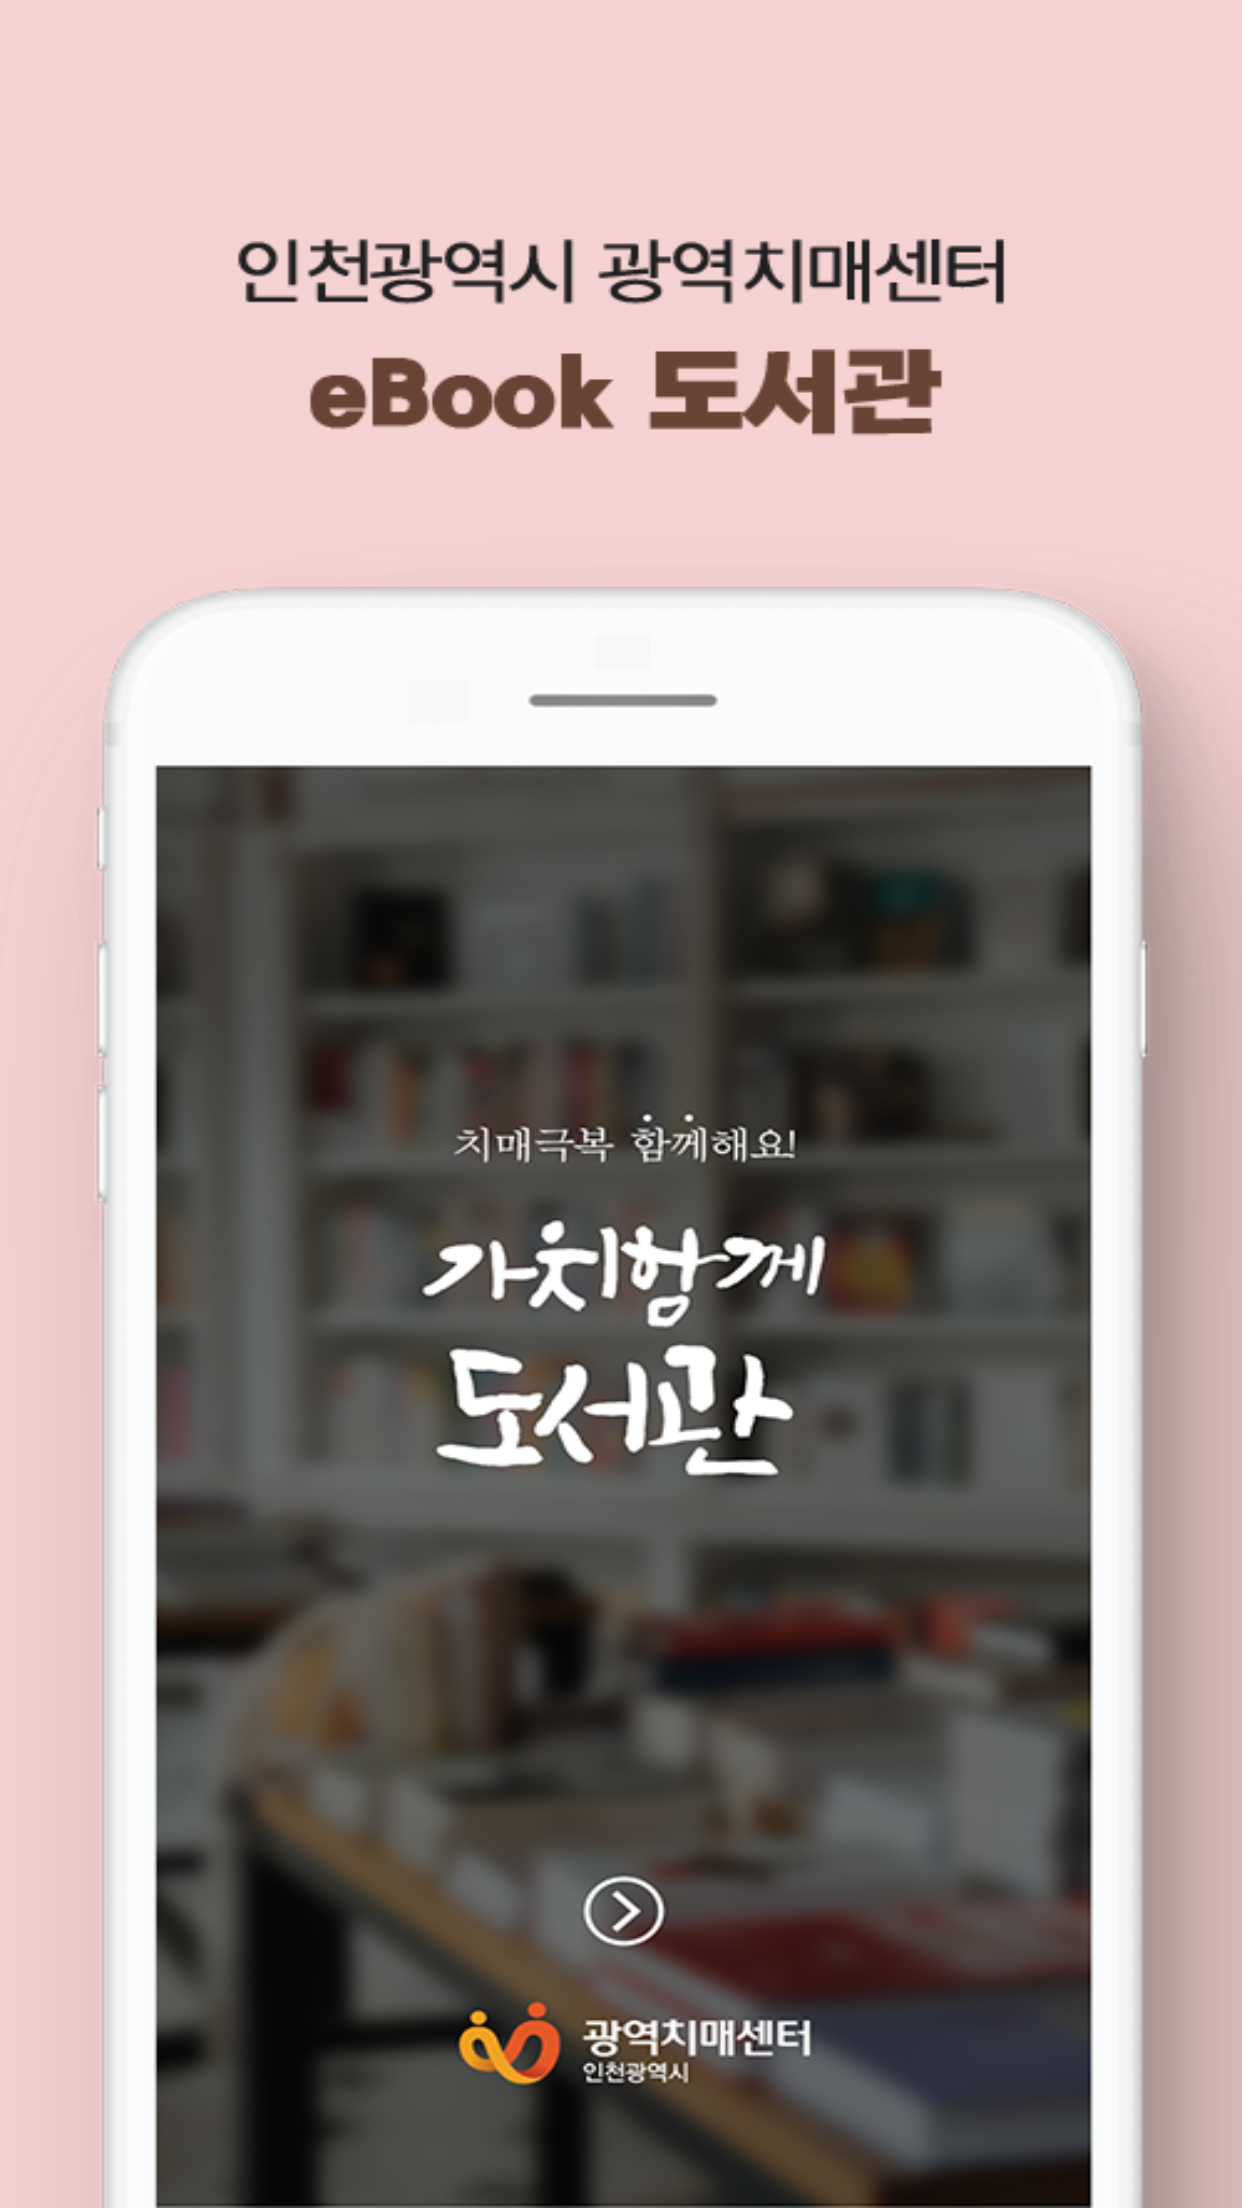 인천광역시 광역치매센터
eBook 도서관
치매극복 함께해요!
가치함께
도서관
광역치매센터
인천광역시